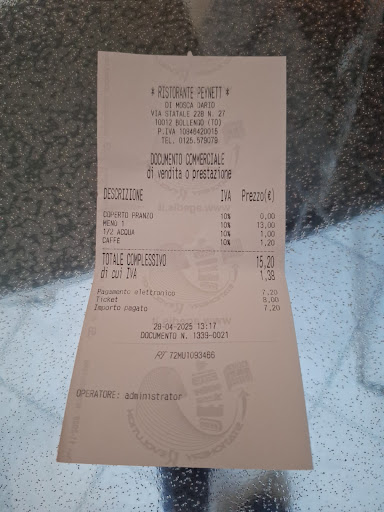 * RISTORANTE PEYNETT *
DI MOSCA DARIO
VIA STATALE 228 N. 27
10012 BOLLENGO (TO)
P.IVA 10846420015
TEL. 0125.579079
DOCUMENTO COMMERCIALE
di vendita o prestazione
DESCRIZIONE IVA Prezzo(€)
COPERTO PRANZO 10% 0,00
MENU 1 10% 13,00
1/2 ACQUA 10% 1,00
CAFFE 10% 1,20
TOTALE COMPLESSIVO 15,20
di cui IVA 1,38
Pagamento elettronico 7,20
Ticket 8,00
Importo pagato 7,20
28-04-2025 13:17
DOCUMENTO N. 1339-0021
RT 72MU1093466
OPERATORE: administrator